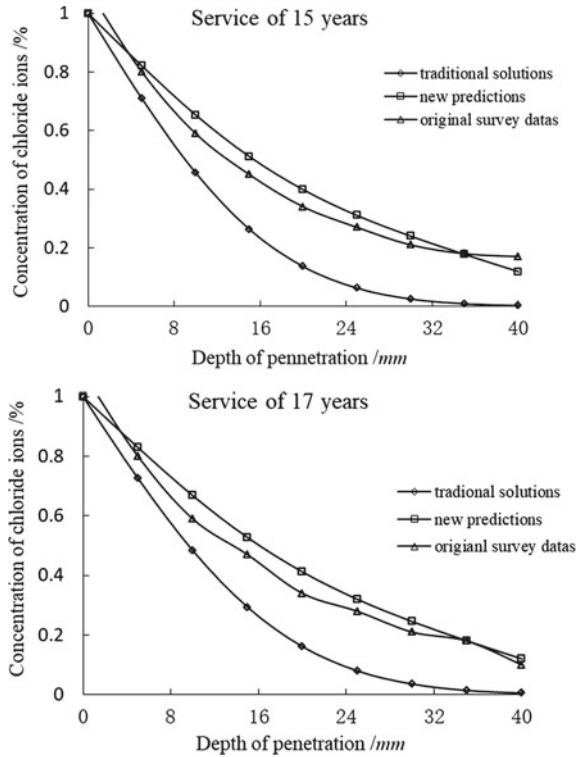 Service of 15 years
Concentration of chloride ions /%
1
0.8
0.6
0.4
0.2
0
traditional solutions
new predictions
original survey datas
0 8 16 24 32 40
Depth of pennetration /mm
Service of 17 years
Concentration of chloride ions /%
1
0.8
0.6
0.4
0.2
0
tradional solutions
new predictions
origianl survey datas
0 8 16 24 32 40
Depth of penetration /mm